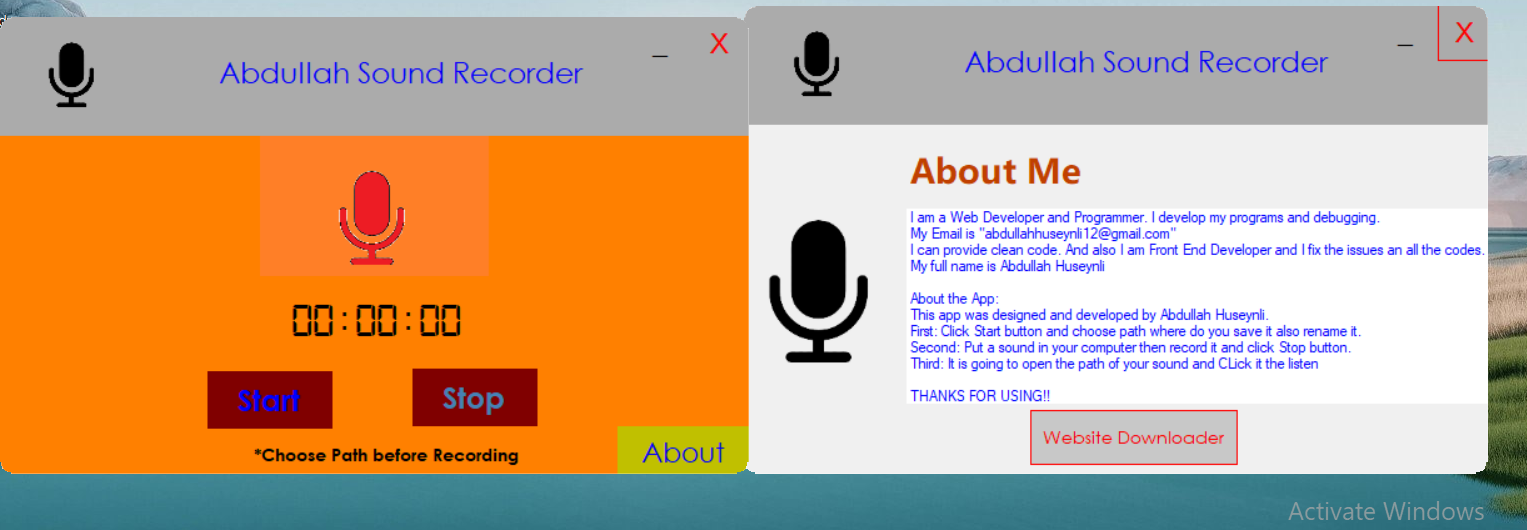 Abdullah Sound Recorder
_ X
00:00:00
Start Stop
*Choose Path before Recording
About
Abdullah Sound Recorder
_ X
About Me
I am a Web Developer and Programmer. I develop my programs and debugging.
My Email is "abdullahhuseynli12@gmail.com"
I can provide clean code. And also I am Front End Developer and I fix the issues an all the codes.
My full name is Abdullah Huseynli
About the App:
This app was designed and developed by Abdullah Huseynli.
First: Click Start button and choose path where do you save it also rename it.
Second: Put a sound in your computer then record it and click Stop button.
Third: It is going to open the path of your sound and CLick it the listen
THANKS FOR USING!!
Website Downloader
Activate Windows